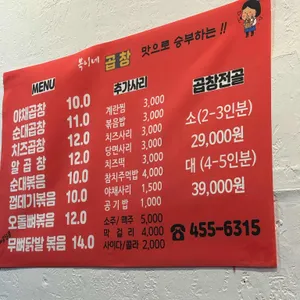 곱창 맛으로 승부하는!!
MENU
야채곱창 10.0
순대곱창 11.0
치즈곱창 12.0
알곱창 12.0
순대볶음 10.0
껍데기볶음 10.0
오돌뼈볶음 12.0
무뼈닭발볶음 14.0
추가사리
계란찜 3,000
볶음밥 3,000
치즈사리 3,000
당면사리 3,000
치즈떡 3,000
참치주먹밥 4,000
야채사리 1,500
공기밥 1,000
소주/맥주 5,000
막걸리 4,000
사이다/콜라 2,000
곱창전골
소(2-3인분)
29,000원
대 (4-5인분)
39,000원
☎455-6315